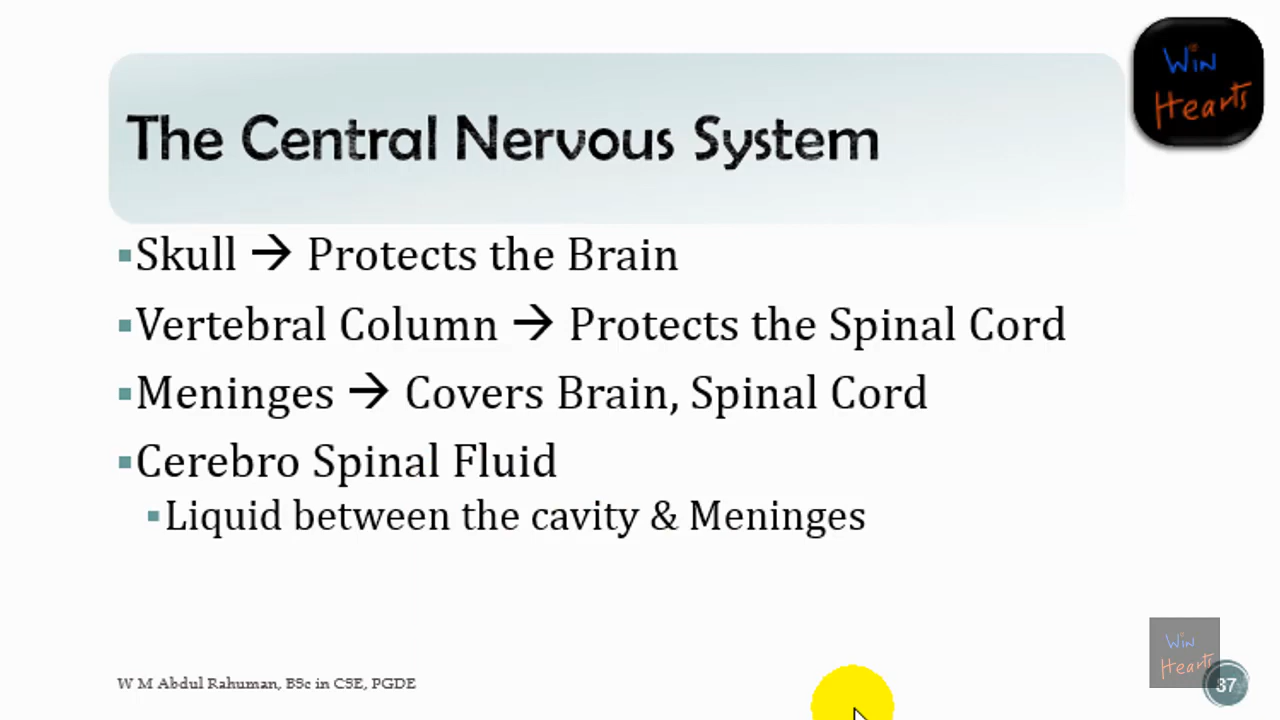 Win
Hearts
The Central Nervous System
▪Skull → Protects the Brain
▪Vertebral Column → Protects the Spinal Cord
▪Meninges → Covers Brain, Spinal Cord
▪Cerebro Spinal Fluid
▪Liquid between the cavity & Meninges
Win
Hearts
W M Abdul Rahuman, BSc in CSE, PGDE
37